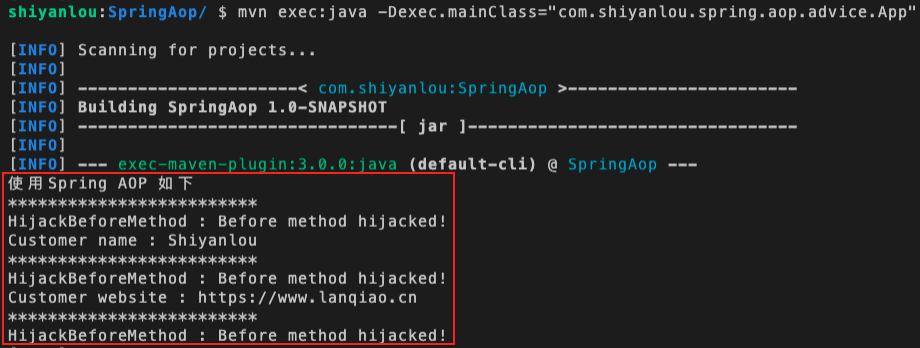 shiyanlou:SpringAop/ $ mvn exec:java -Dexec.mainClass="com.shiyanlou.spring.aop.advice.App"
[INFO] Scanning for projects...
[INFO]
[INFO] ----------------------< com.shiyanlou:SpringAop >-----------------------
[INFO] Building SpringAop 1.0-SNAPSHOT
[INFO] --------------------------------[ jar ]---------------------------------
[INFO]
[INFO] --- exec-maven-plugin:3.0.0:java (default-cli) @ SpringAop ---
使用Spring AOP 如下
*************************
HijackBeforeMethod : Before method hijacked!
Customer name : Shiyanlou
*************************
HijackBeforeMethod : Before method hijacked!
Customer website : https://www.lanqiao.cn
*************************
HijackBeforeMethod : Before method hijacked!